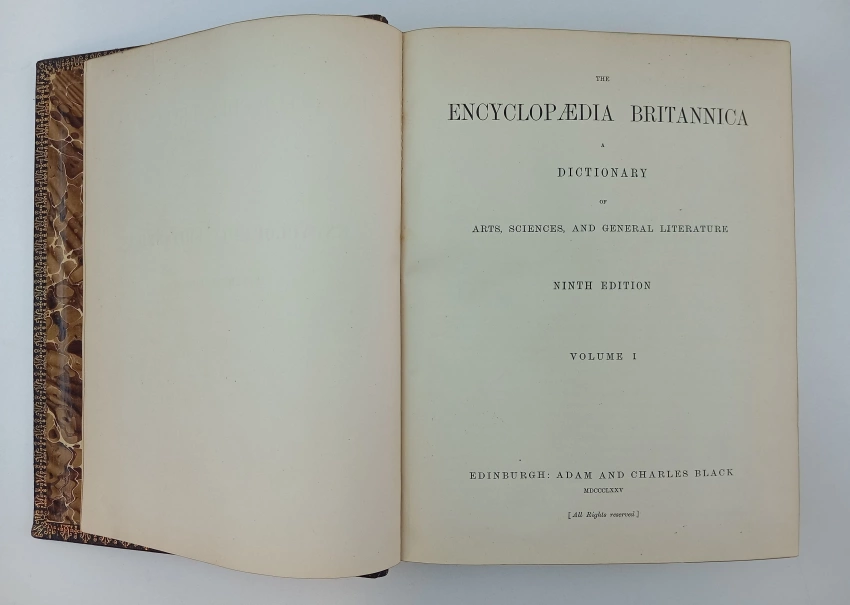 THE
ENCYCLOPÆDIA BRITANNICA
A
DICTIONARY
OF
ARTS, SCIENCES, AND GENERAL LITERATURE
NINTH EDITION
VOLUME I
EDINBURGH: ADAM AND CHARLES BLACK
MDCCCLXXV
[All Rights reserved.]